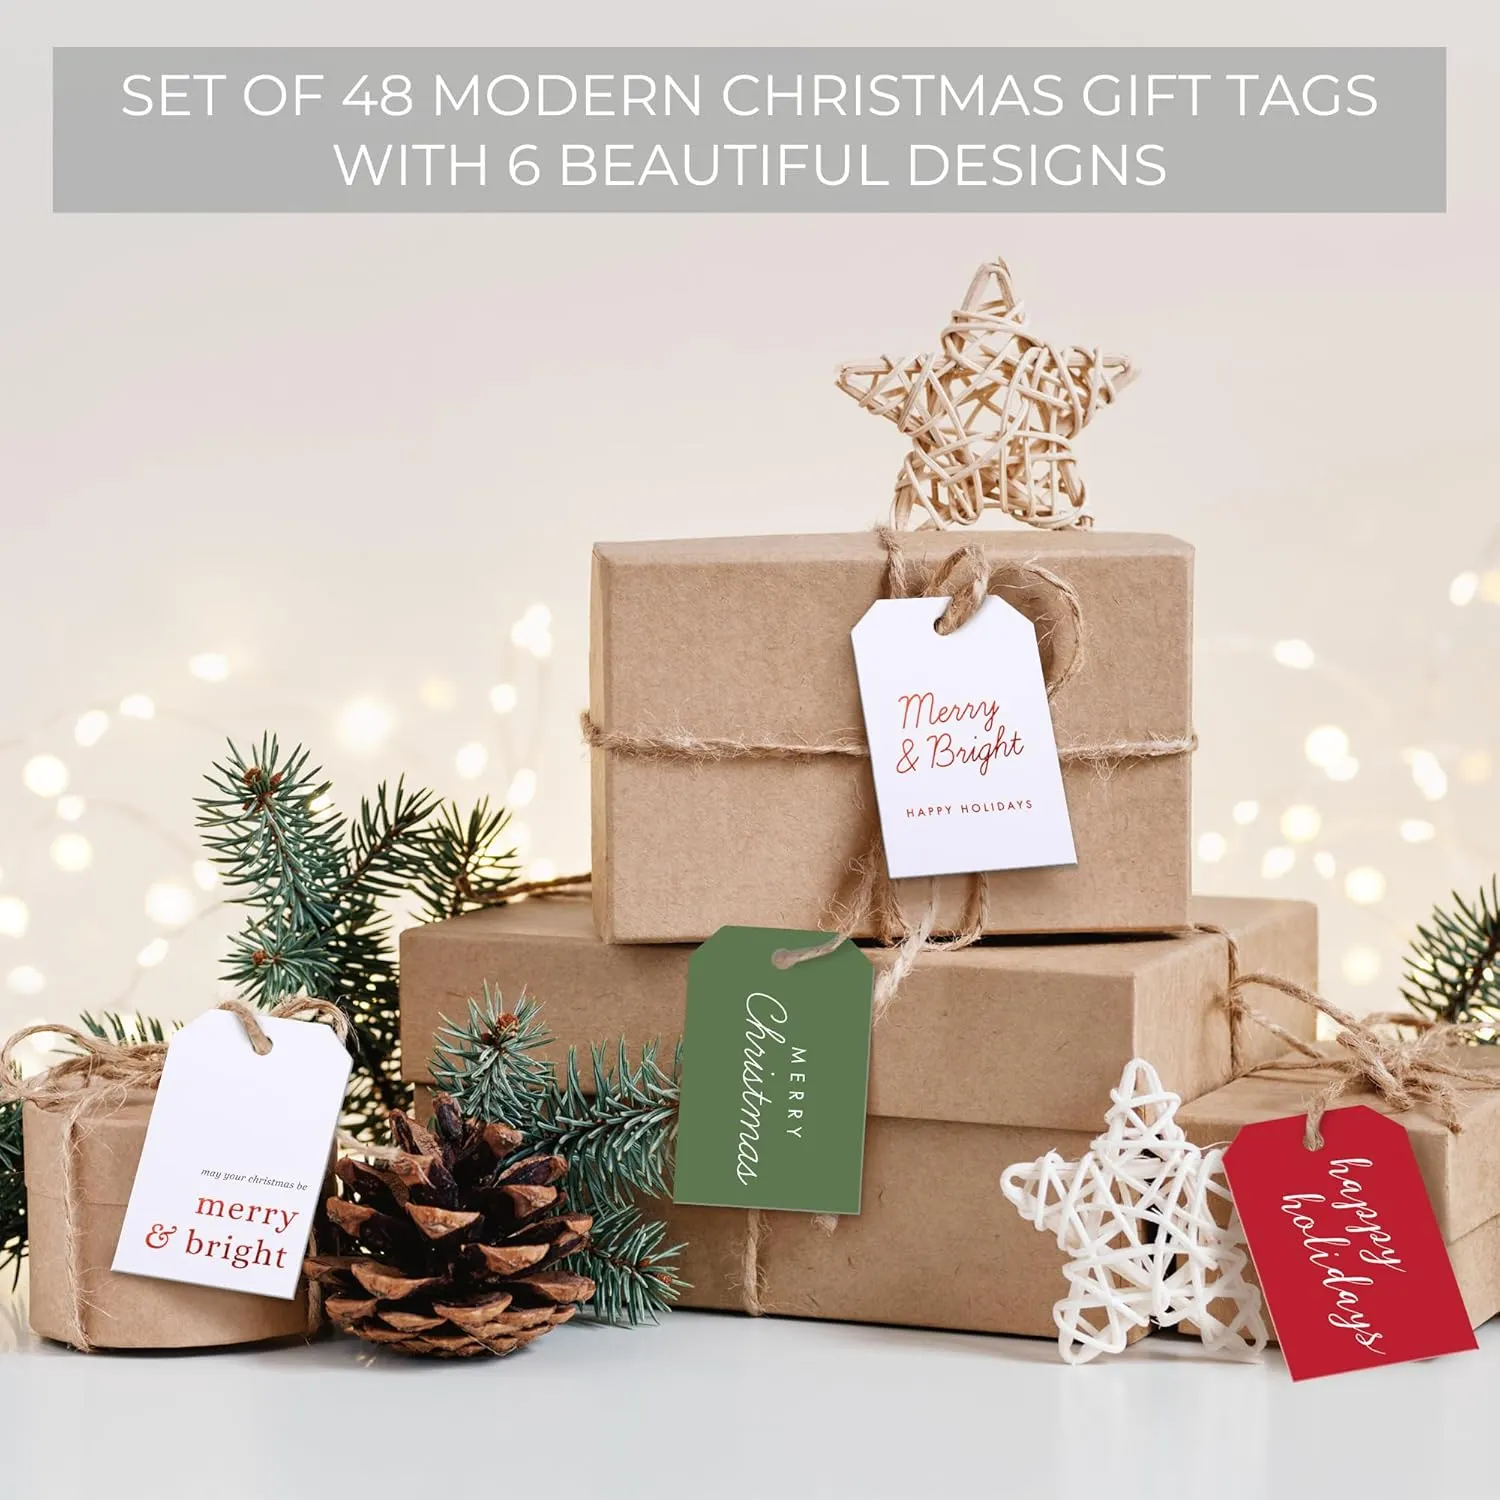 SET OF 48 MODERN CHRISTMAS GIFT TAGS
WITH 6 BEAUTIFUL DESIGNS
Merry
& Bright
HAPPY HOLIDAYS
MERRY
Christmas
may your christmas be
merry
& bright
happy
holidays